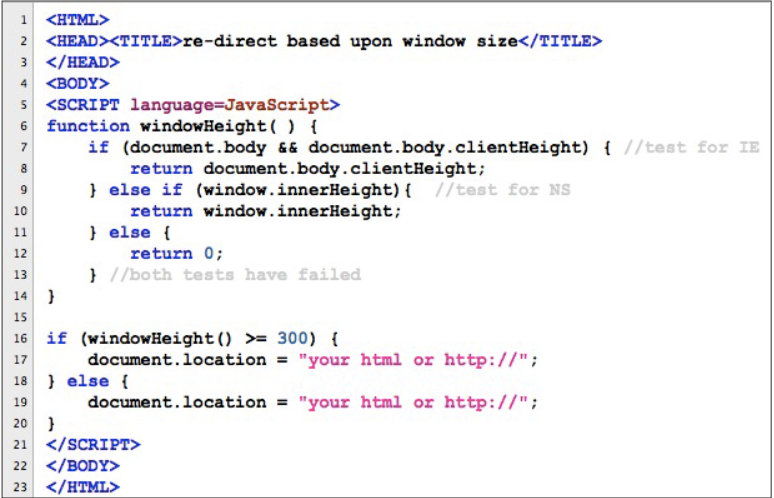 1 <HTML>
2 <HEAD><TITLE>re-direct based upon window size</TITLE>
3 </HEAD>
4 <BODY>
5 <SCRIPT language=JavaScript>
6 function windowHeight( ) {
7     if (document.body && document.body.clientHeight) { //test for IE
8         return document.body.clientHeight;
9     } else if (window.innerHeight){  //test for NS
10         return window.innerHeight;
11     } else {
12         return 0;
13     } //both tests have failed
14 }
15
16 if (windowHeight() >= 300) {
17     document.location = "your html or http://";
18 } else {
19     document.location = "your html or http://";
20 }
21 </SCRIPT>
22 </BODY>
23 </HTML>